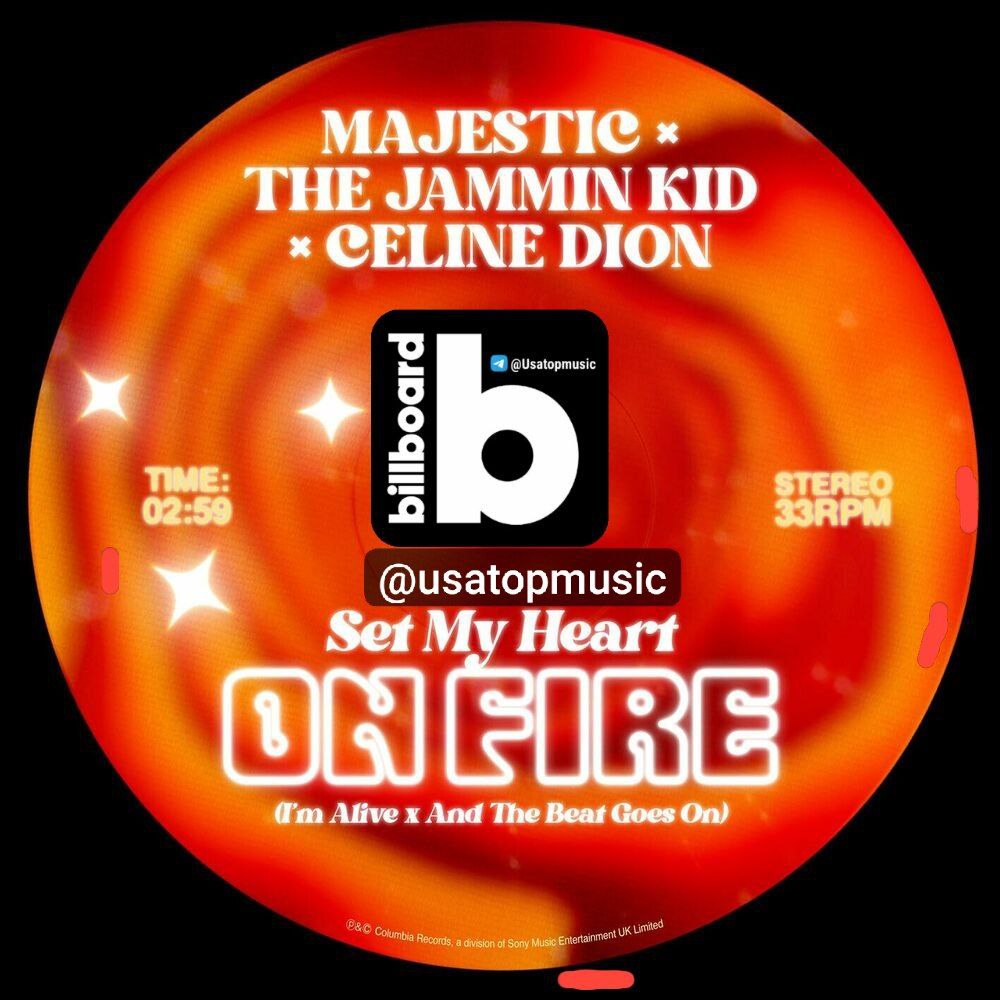 MAJESTIC ×
THE JAMMIN KID
× CELINE DION
billboard
b
@Usatopmusic
TIME:
02:59
STEREO
33RPM
@usatopmusic
Set My Heart
ON FIRE
(I'm Alive x And The Beat Goes On)
℗&© Columbia Records, a division of Sony Music Entertainment UK Limited